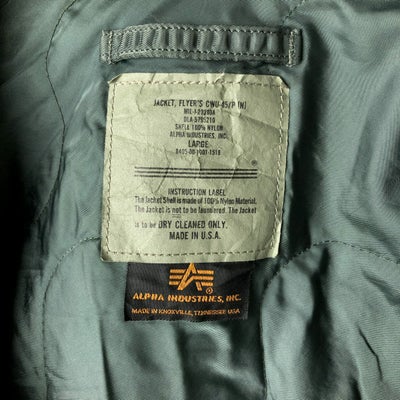 JACKET, FLYER'S CWU-45/P (N)
MIL-J-23210A
SHELL 100% NYLON
ALPHA INDUSTRIES, INC.
LARGE
INSTRUCTION LABEL
The Jacket Shell is made of 100% Nylon Material.
The Jacket is not to be laundered. The Jacket
is to be DRY CLEANED ONLY.
MADE IN U.S.A.
ALPHA INDUSTRIES, INC.
MADE IN KNOXVILLE, TENNESSEE USA